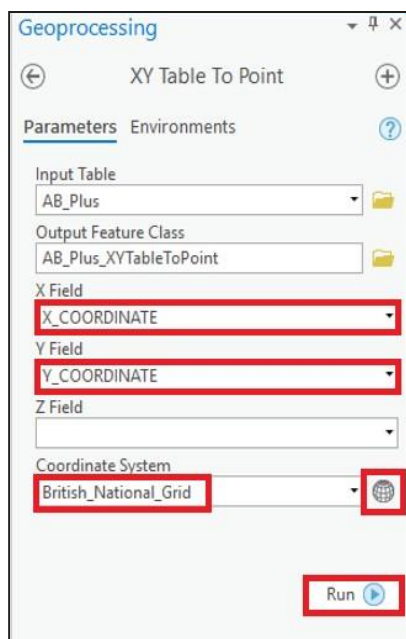 Geoprocessing
XY Table To Point
Parameters Environments
Input Table
AB_Plus
Output Feature Class
AB_Plus_XYTableToPoint
X Field
X_COORDINATE
Y Field
Y_COORDINATE
Z Field
Coordinate System
British_National_Grid
Run